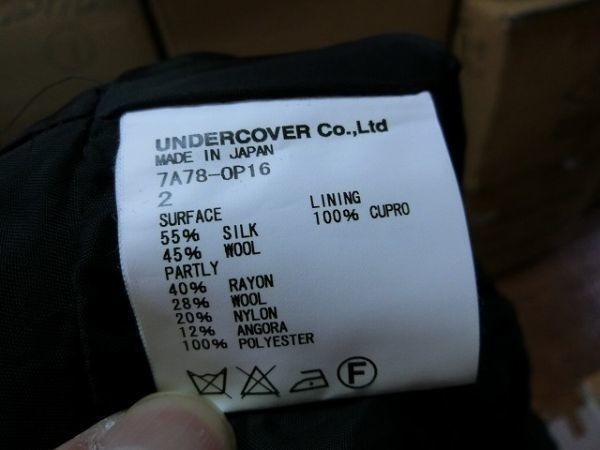 UNDERCOVER Co.,Ltd
MADE IN JAPAN
7A78-OP16
2
SURFACE
55% SILK
45% WOOL
PARTLY
40% RAYON
28% WOOL
20% NYLON
12% ANGORA
100% POLYESTER
LINING
100% CUPRO
F